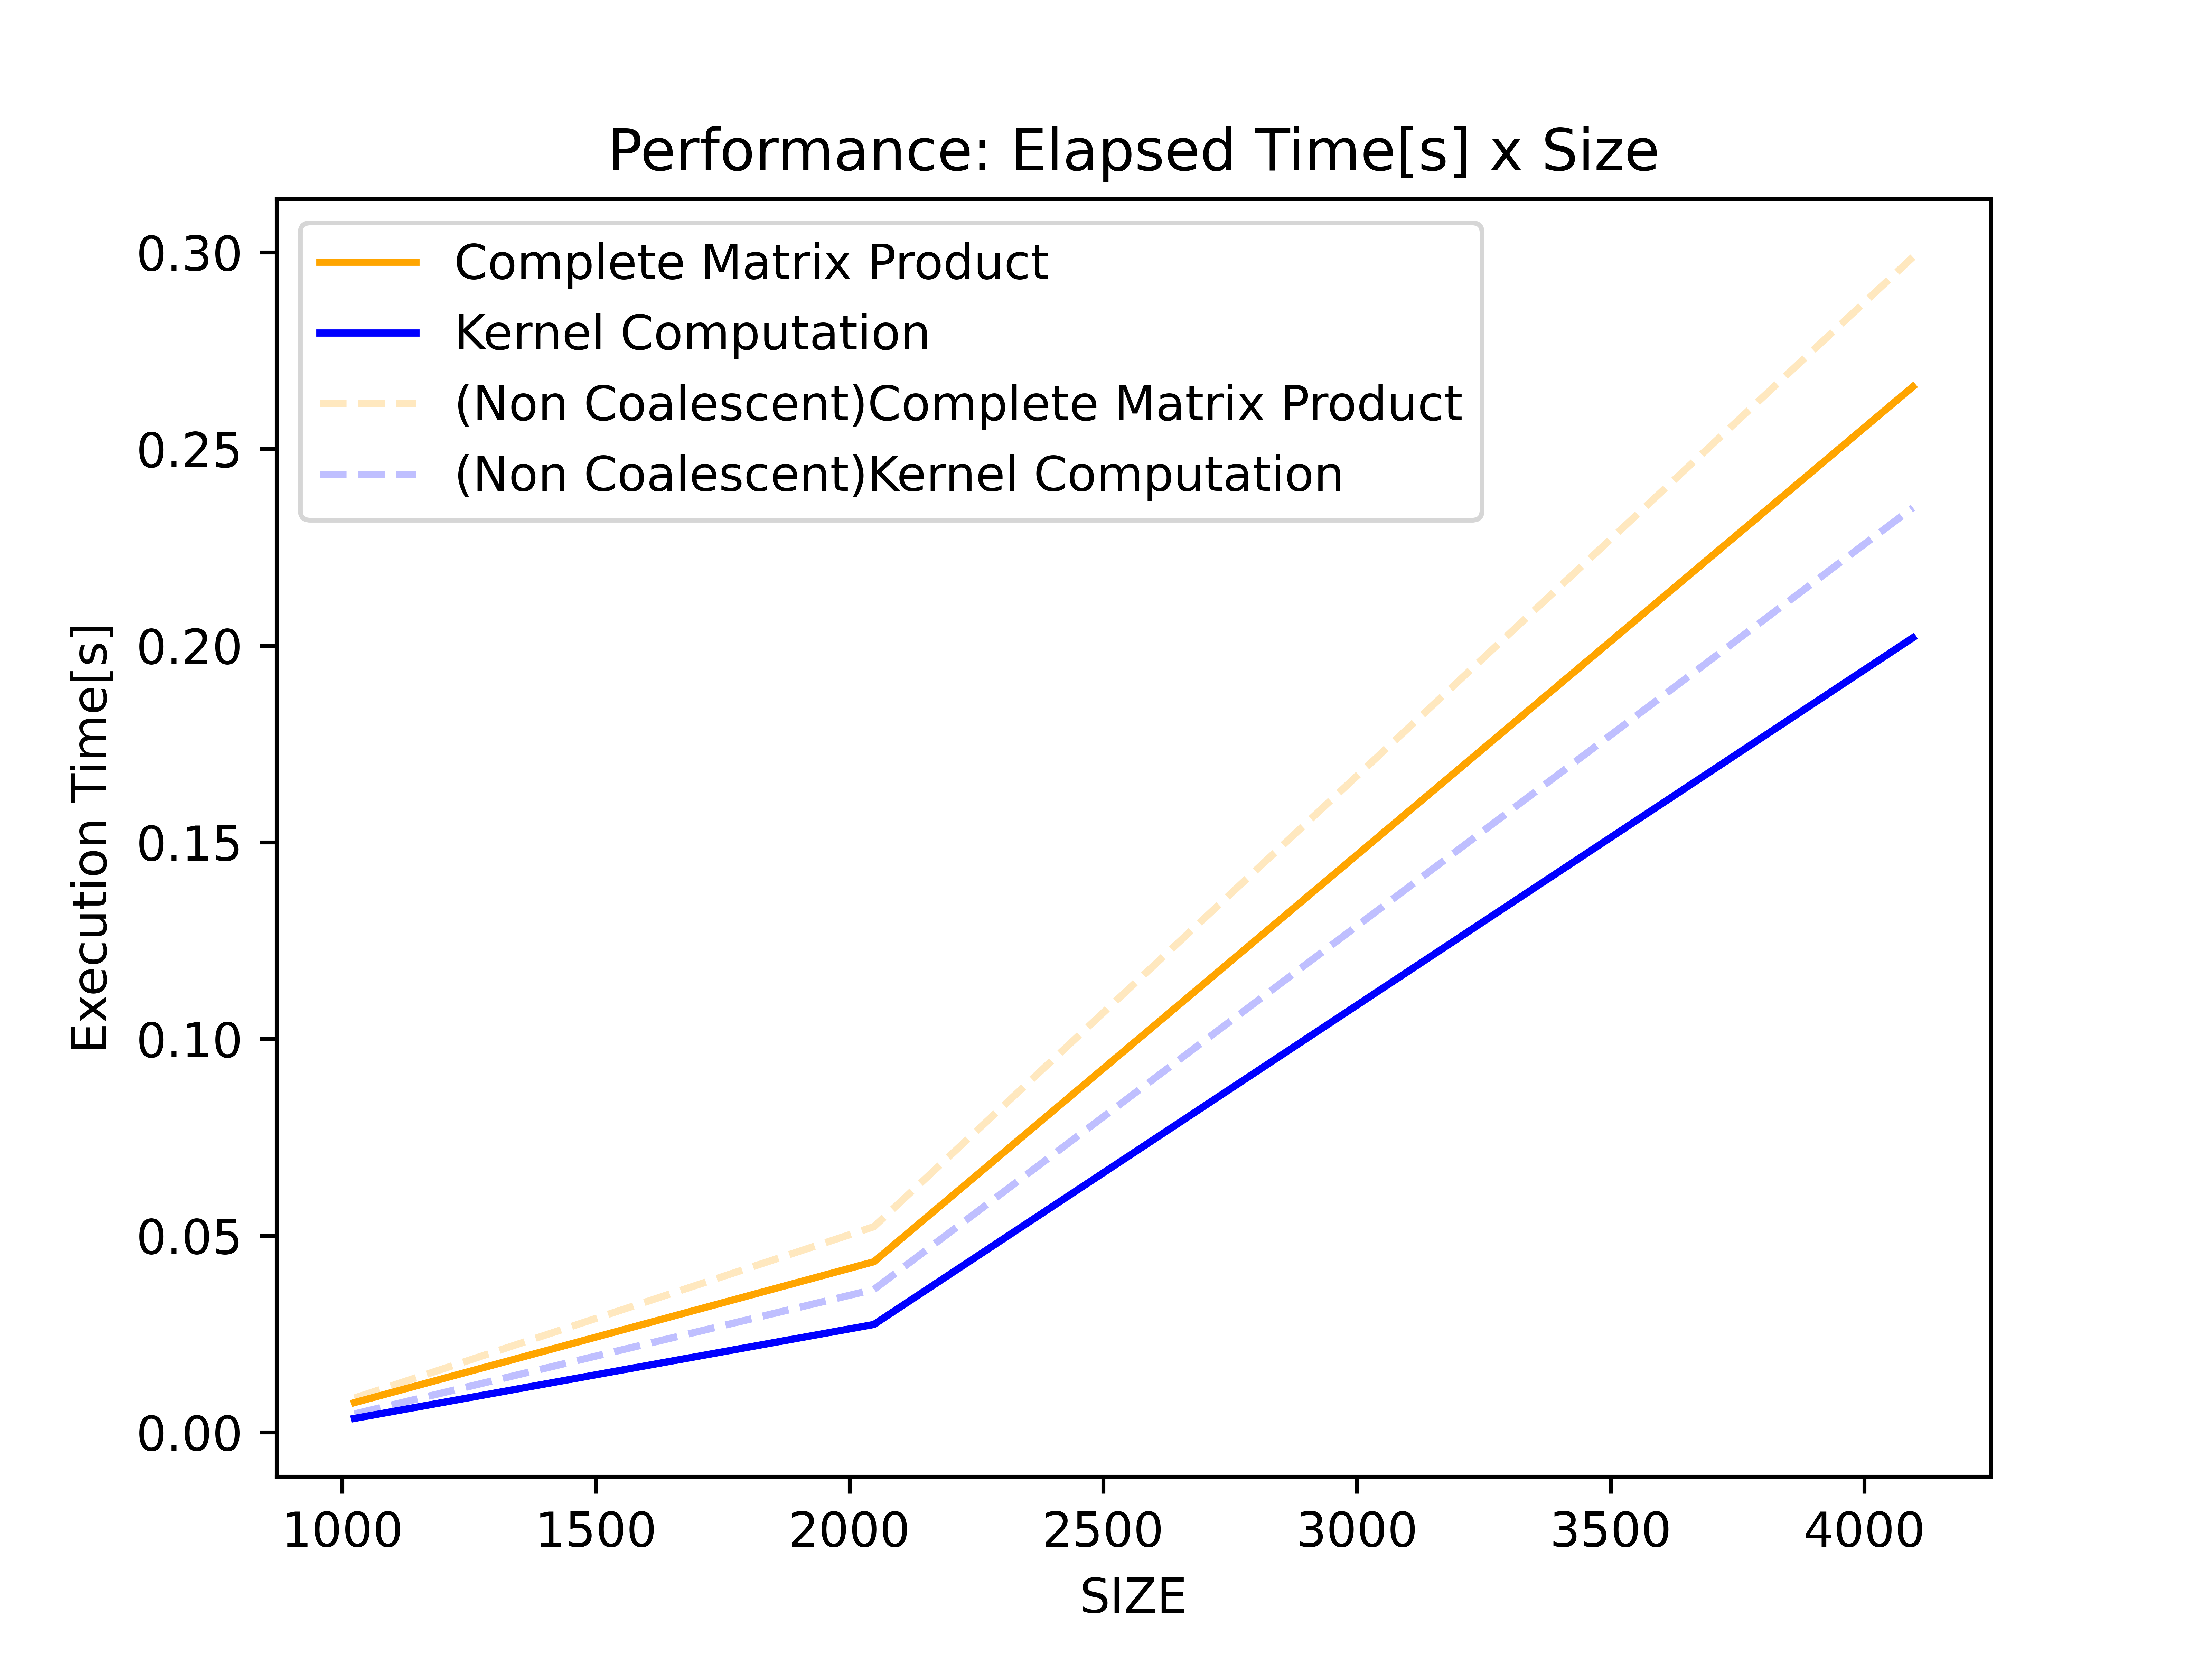 Performance: Elapsed Time[s] x Size
Complete Matrix Product
Kernel Computation
(Non Coalescent)Complete Matrix Product
(Non Coalescent)Kernel Computation
Execution Time[s]
0.30
0.25
0.20
0.15
0.10
0.05
0.00
1000 1500 2000 2500 3000 3500 4000
SIZE